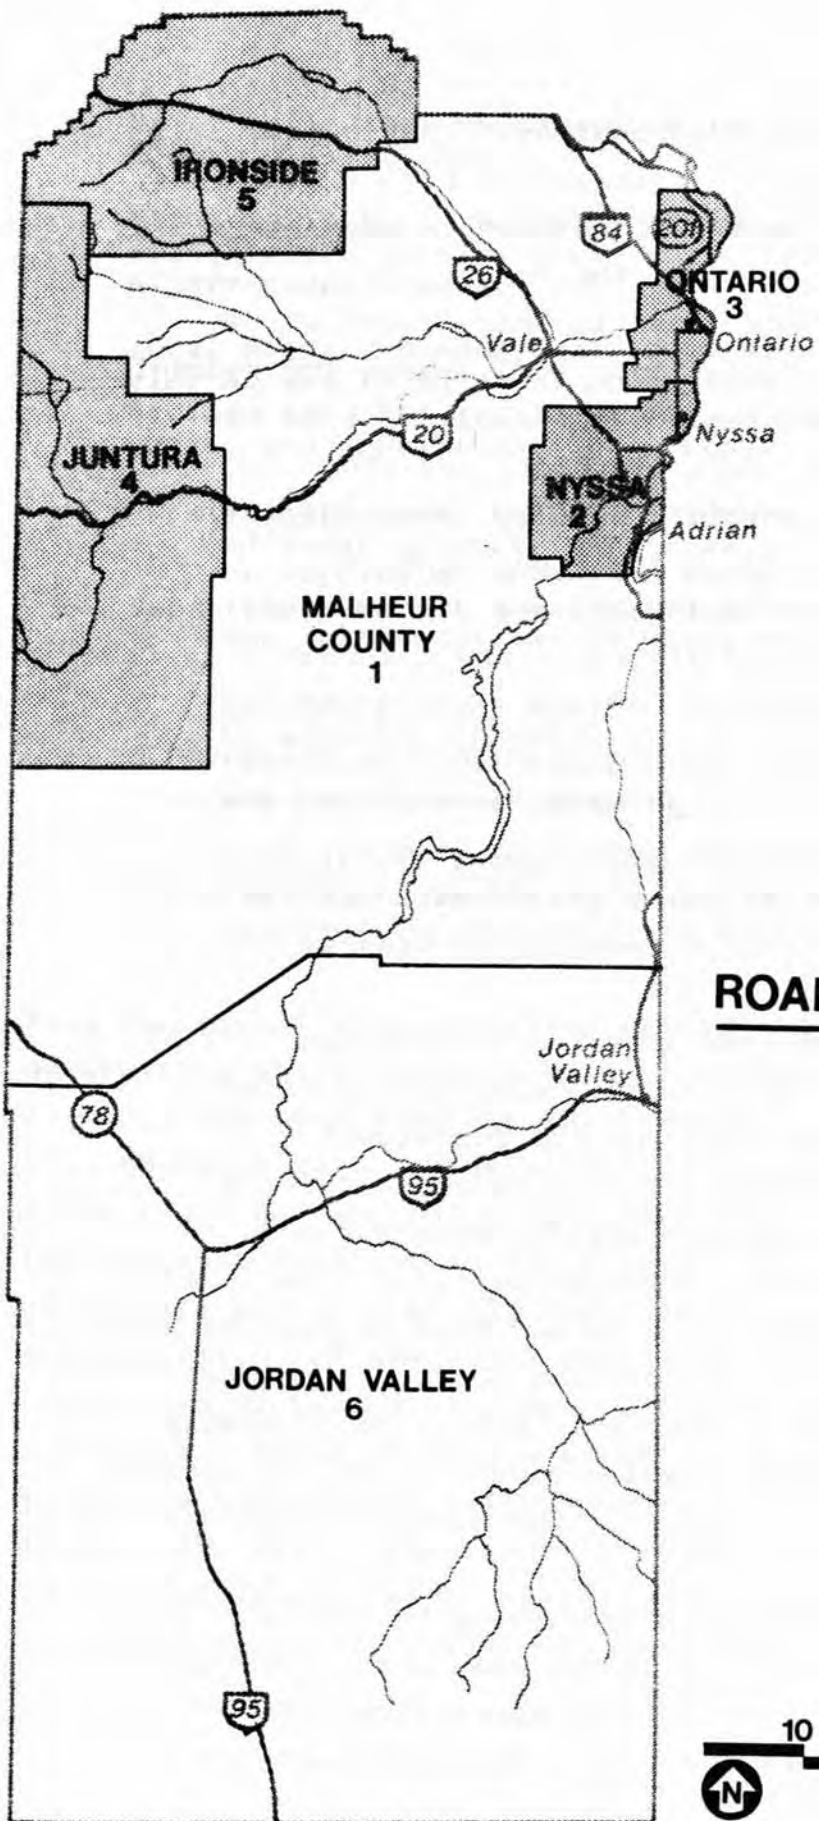 IRONSIDE
5
84
201
26
ONTARIO
3
Vale
Ontario
20
Nyssa
JUNTURA
4
NYSSA
2
Adrian
MALHEUR
COUNTY
1
ROA
Jordan
Valley
78
95
JORDAN VALLEY
6
95
10
N